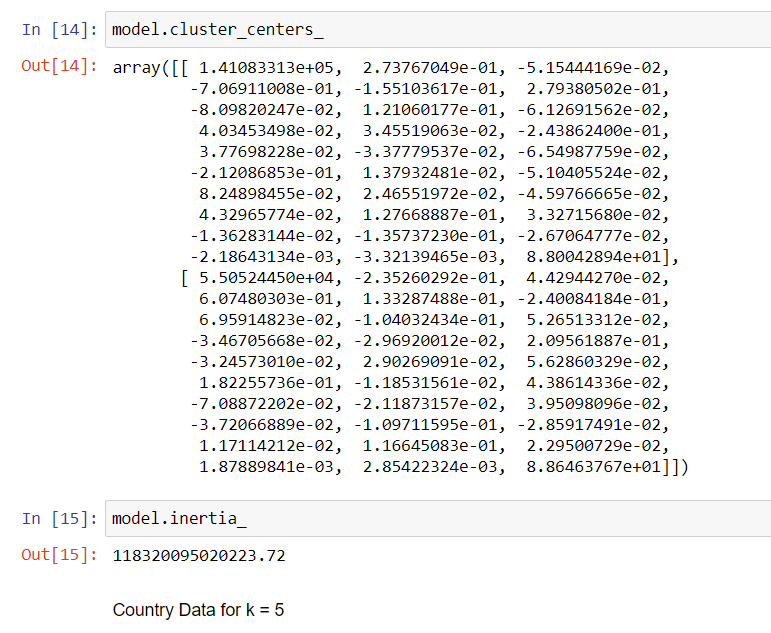 In [14]: model.cluster_centers_
Out[14]: array([[ 1.41083313e+05, 2.73767049e-01, -5.15444169e-02,
-7.06911008e-01, -1.55103617e-01, 2.79380502e-01,
-8.09820247e-02, 1.21060177e-01, -6.12691562e-02,
4.03453498e-02, 3.45519063e-02, -2.43862400e-01,
3.77698228e-02, -3.37779537e-02, -6.54987759e-02,
-2.12086853e-01, 1.37932481e-02, -5.10405524e-02,
8.24898455e-02, 2.46551972e-02, -4.59766665e-02,
4.32965774e-02, 1.27668887e-01, 3.32715680e-02,
-1.36283144e-02, -1.35737230e-01, -2.67064777e-02,
-2.18643134e-03, -3.32139465e-03, 8.80042894e+01],
[ 5.50524450e+04, -2.35260292e-01, 4.42944270e-02,
6.07480303e-01, 1.33287488e-01, -2.40084184e-01,
6.95914823e-02, -1.04032434e-01, 5.26513312e-02,
-3.46705668e-02, -2.96920012e-02, 2.09561887e-01,
-3.24573010e-02, 2.90269091e-02, 5.62860329e-02,
1.82255736e-01, -1.18531561e-02, 4.38614336e-02,
-7.08872202e-02, -2.11873157e-02, 3.95098096e-02,
-3.72066889e-02, -1.09711595e-01, -2.85917491e-02,
1.17114212e-02, 1.16645083e-01, 2.29500729e-02,
1.87889841e-03, 2.85422324e-03, 8.86463767e+01]])
In [15]: model.inertia_
Out[15]: 118320095020223.72
Country Data for k = 5